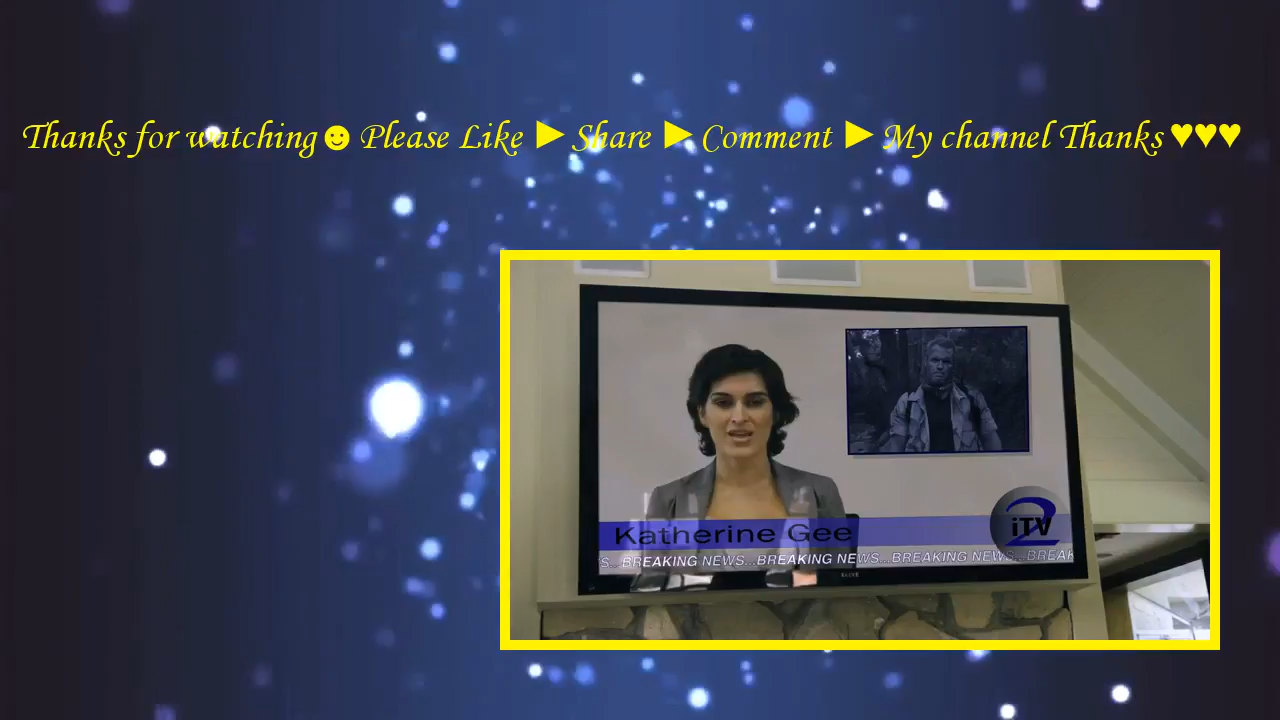 Thanks for watching☻Please Like ►Share ►Comment ►My channel Thanks♥♥♥
Katherine Gee
iTV
2
S...BREAKING NEWS...BREAKING NEWS...BREAKING NEWS...BREAK